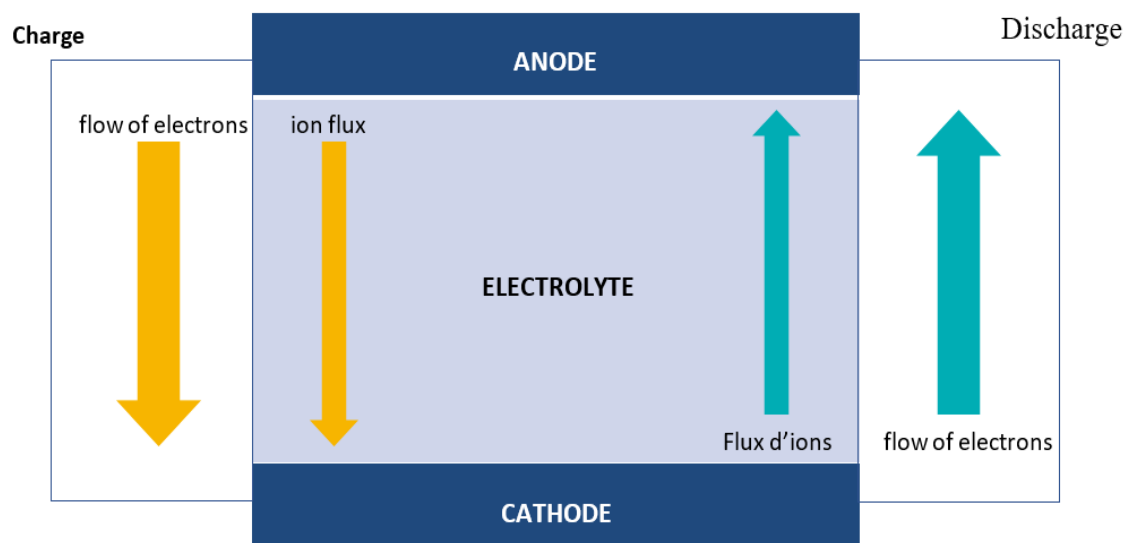 Charge
ANODE
Discharge
flow of electrons
ion flux
ELECTROLYTE
Flux d’ions
flow of electrons
CATHODE